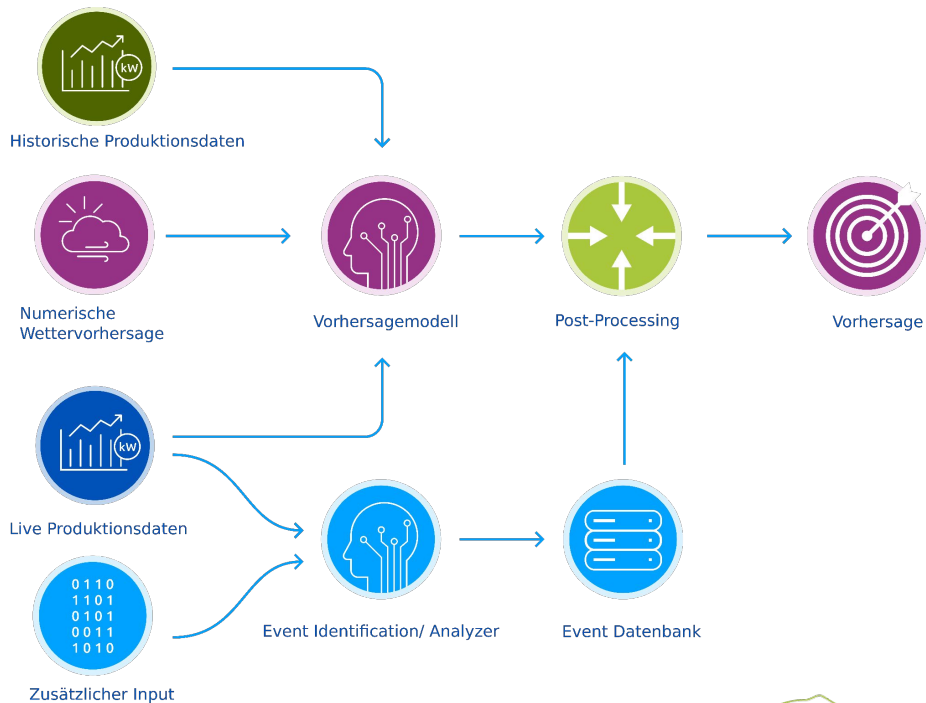 kW
Historische Produktionsdaten
Numerische
Wettervorhersage
Vorhersagemodell
Post-Processing
Vorhersage
kW
Live Produktionsdaten
0110
1101
0101
0011
1010
Zusätzlicher Input
Event Identification/ Analyzer
Event Datenbank